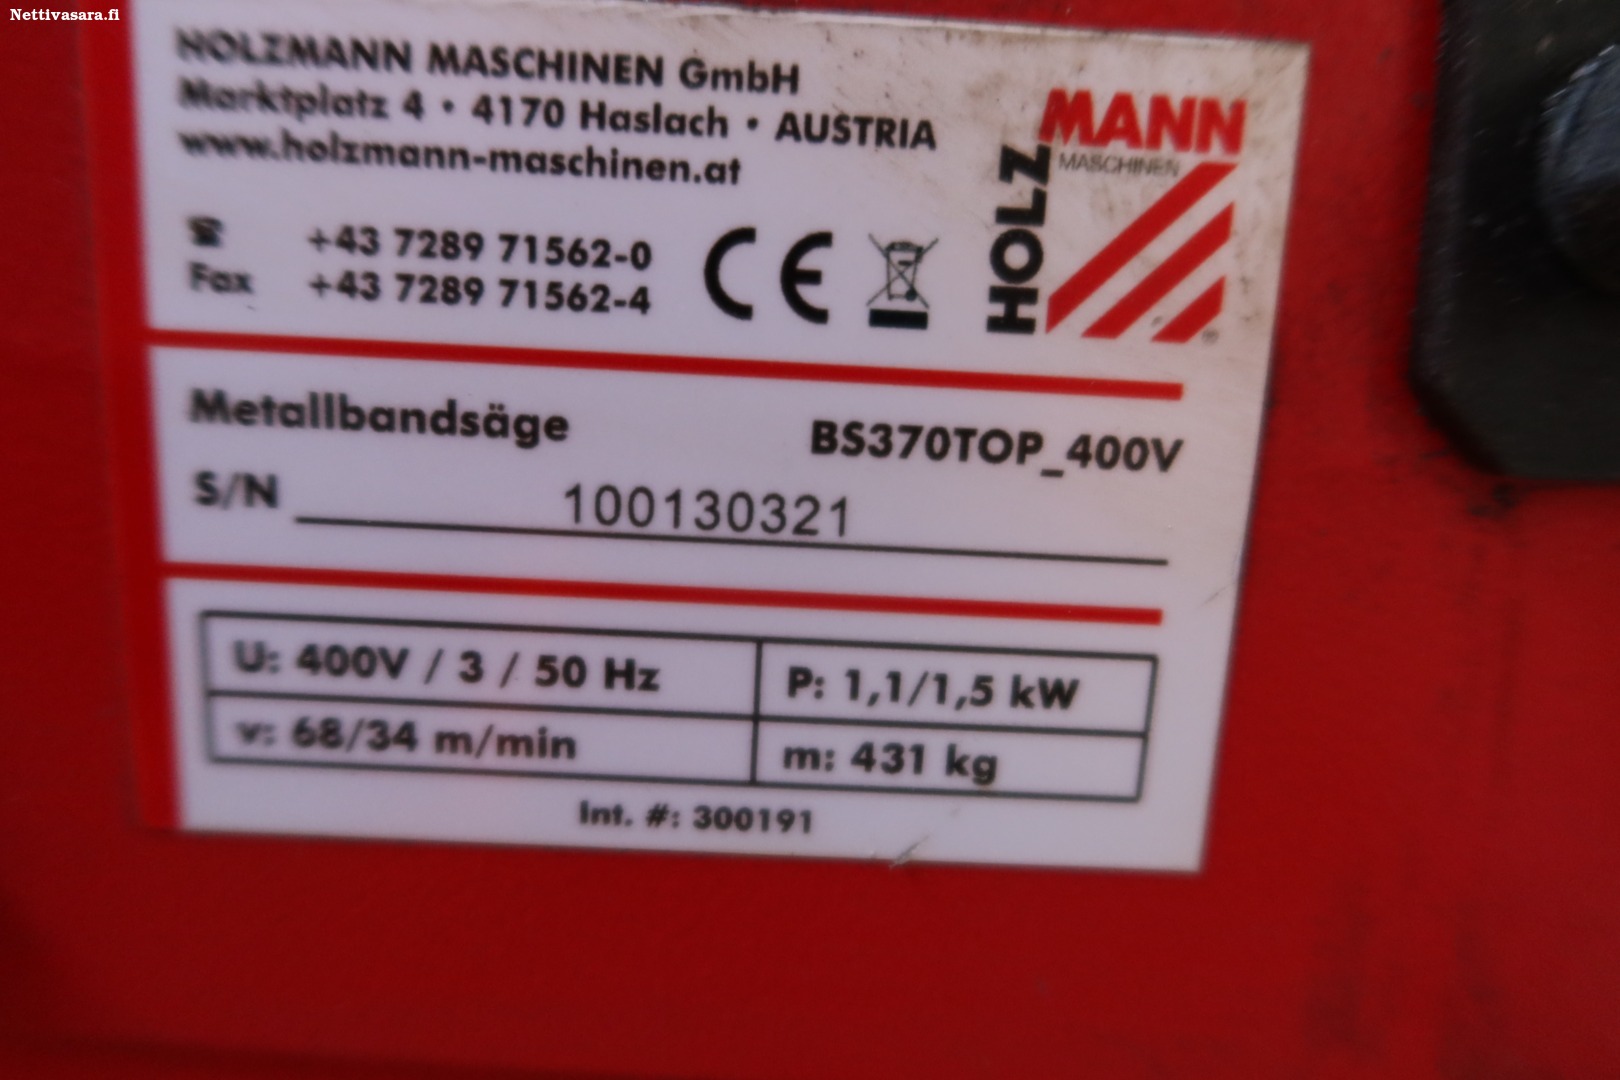 Nettivasara.fi
HOLZMANN MASCHINEN GmbH
Marktplatz 4 • 4170 Haslach • AUSTRIA
www.holzmann-maschinen.at
+43 7289 71562-0
Fax +43 7289 71562-4
CE
HOLZ
MANN
MASCHINEN
®
Metallbandsäge BS370TOP_400V
S/N 100130321
U: 400V / 3 / 50 Hz P: 1,1/1,5 kW
v: 68/34 m/min m: 431 kg
Int. #: 300191